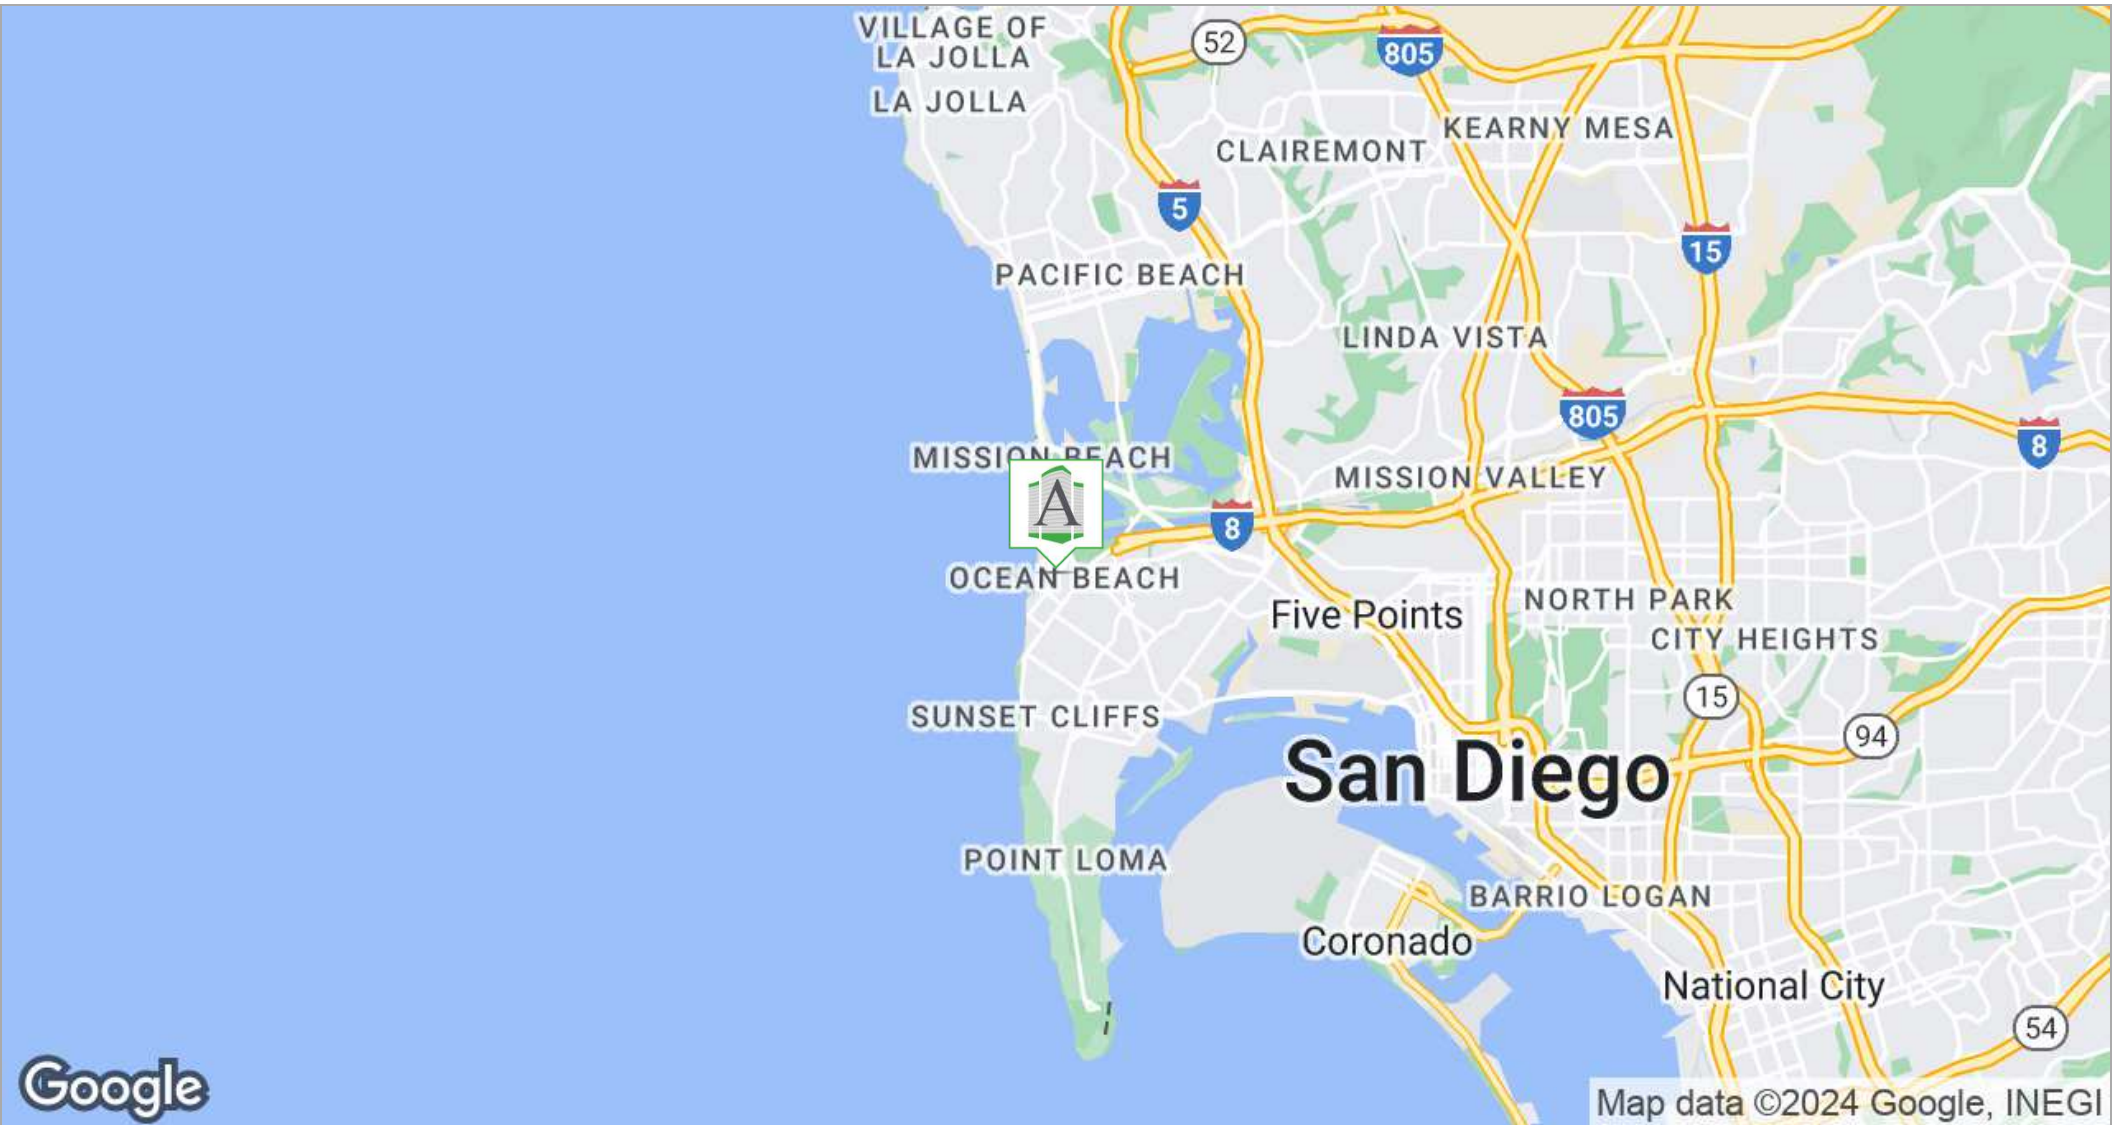 VILLAGE OF
LA JOLLA
52
805
LA JOLLA
KEARNY MESA
CLAIREMONT
5
15
PACIFIC BEACH
LINDA VISTA
805
8
MISSION BEACH
MISSION VALLEY
A
8
OCEAN BEACH
NORTH PARK
Five Points
CITY HEIGHTS
15
SUNSET CLIFFS
94
San Diego
POINT LOMA
BARRIO LOGAN
Coronado
National City
54
Google
Map data ©2024 Google, INEGI